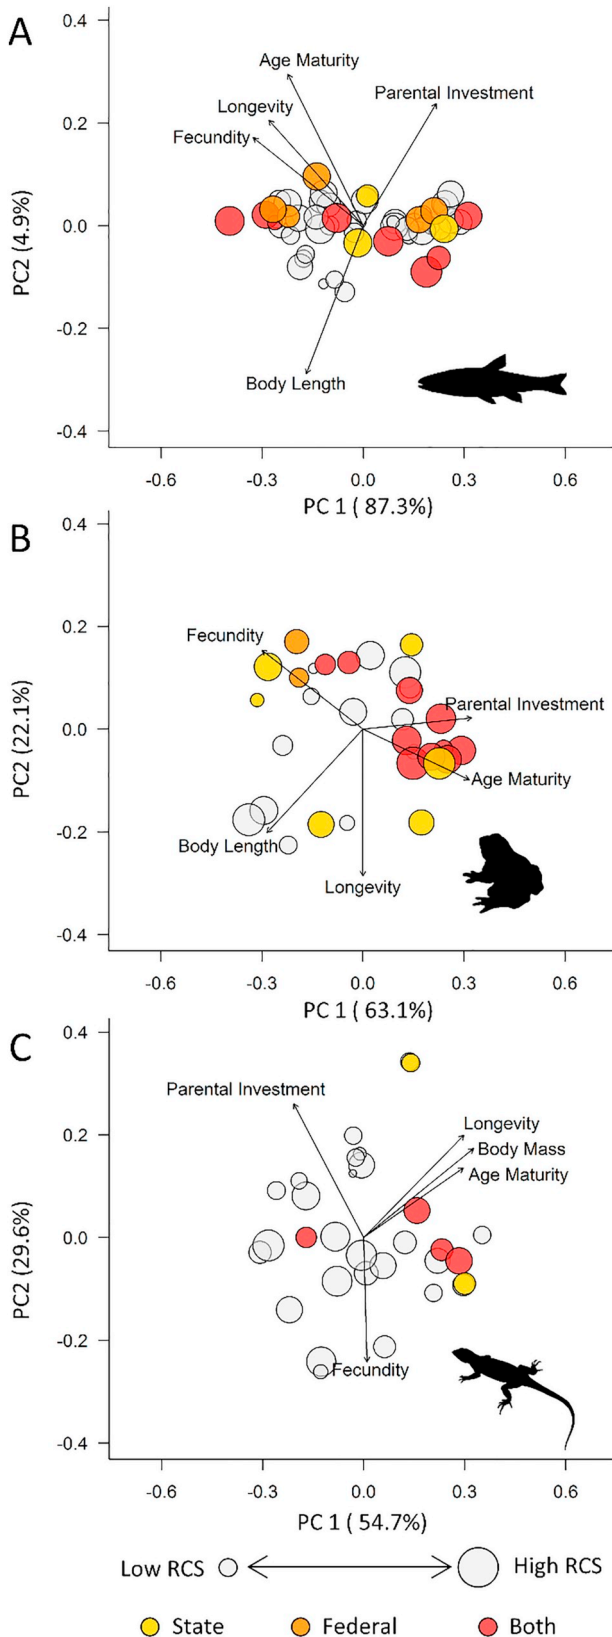 A
0.4
0.2
0.0
-0.2
-0.4
PC2 (4.9%)
Age Maturity
Parental Investment
Longevity
Fecundity
Body Length
-0.6
-0.3
0.0
0.3
0.6
PC 1 ( 87.3%)
B
0.4
0.2
0.0
-0.2
-0.4
PC2 (22.1%)
Fecundity
Parental Investment
Age Maturity
Body Length
Longevity
-0.6
-0.3
0.0
0.3
0.6
PC 1 ( 63.1%)
C
0.4
0.2
0.0
-0.2
-0.4
PC2 (29.6%)
Parental Investment
Longevity
Body Mass
Age Maturity
Fecundity
-0.6
-0.3
0.0
0.3
0.6
PC 1 ( 54.7%)
Low RCS
High RCS
State
Federal
Both